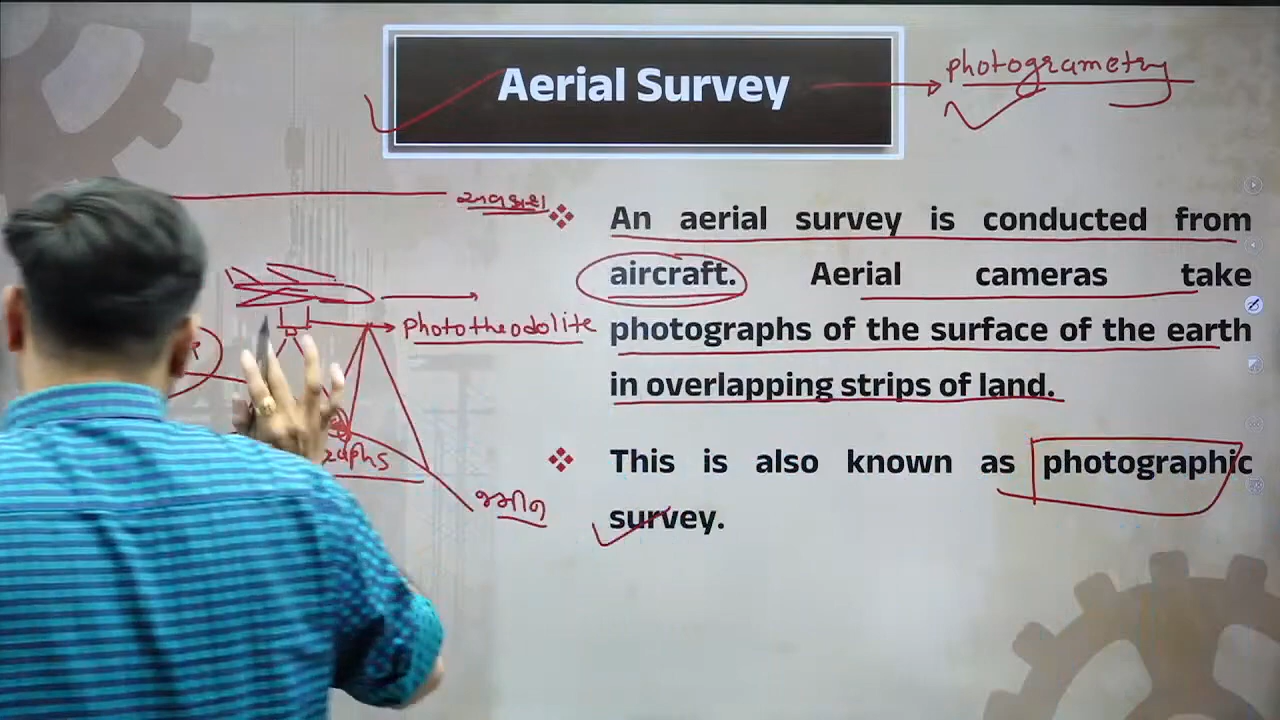 Aerial Survey
photogrametry
An aerial survey is conducted from
aircraft. Aerial cameras take
photographs of the surface of the earth
in overlapping strips of land.
This is also known as photographic
survey.
phototheodolite
raphs
જમીન